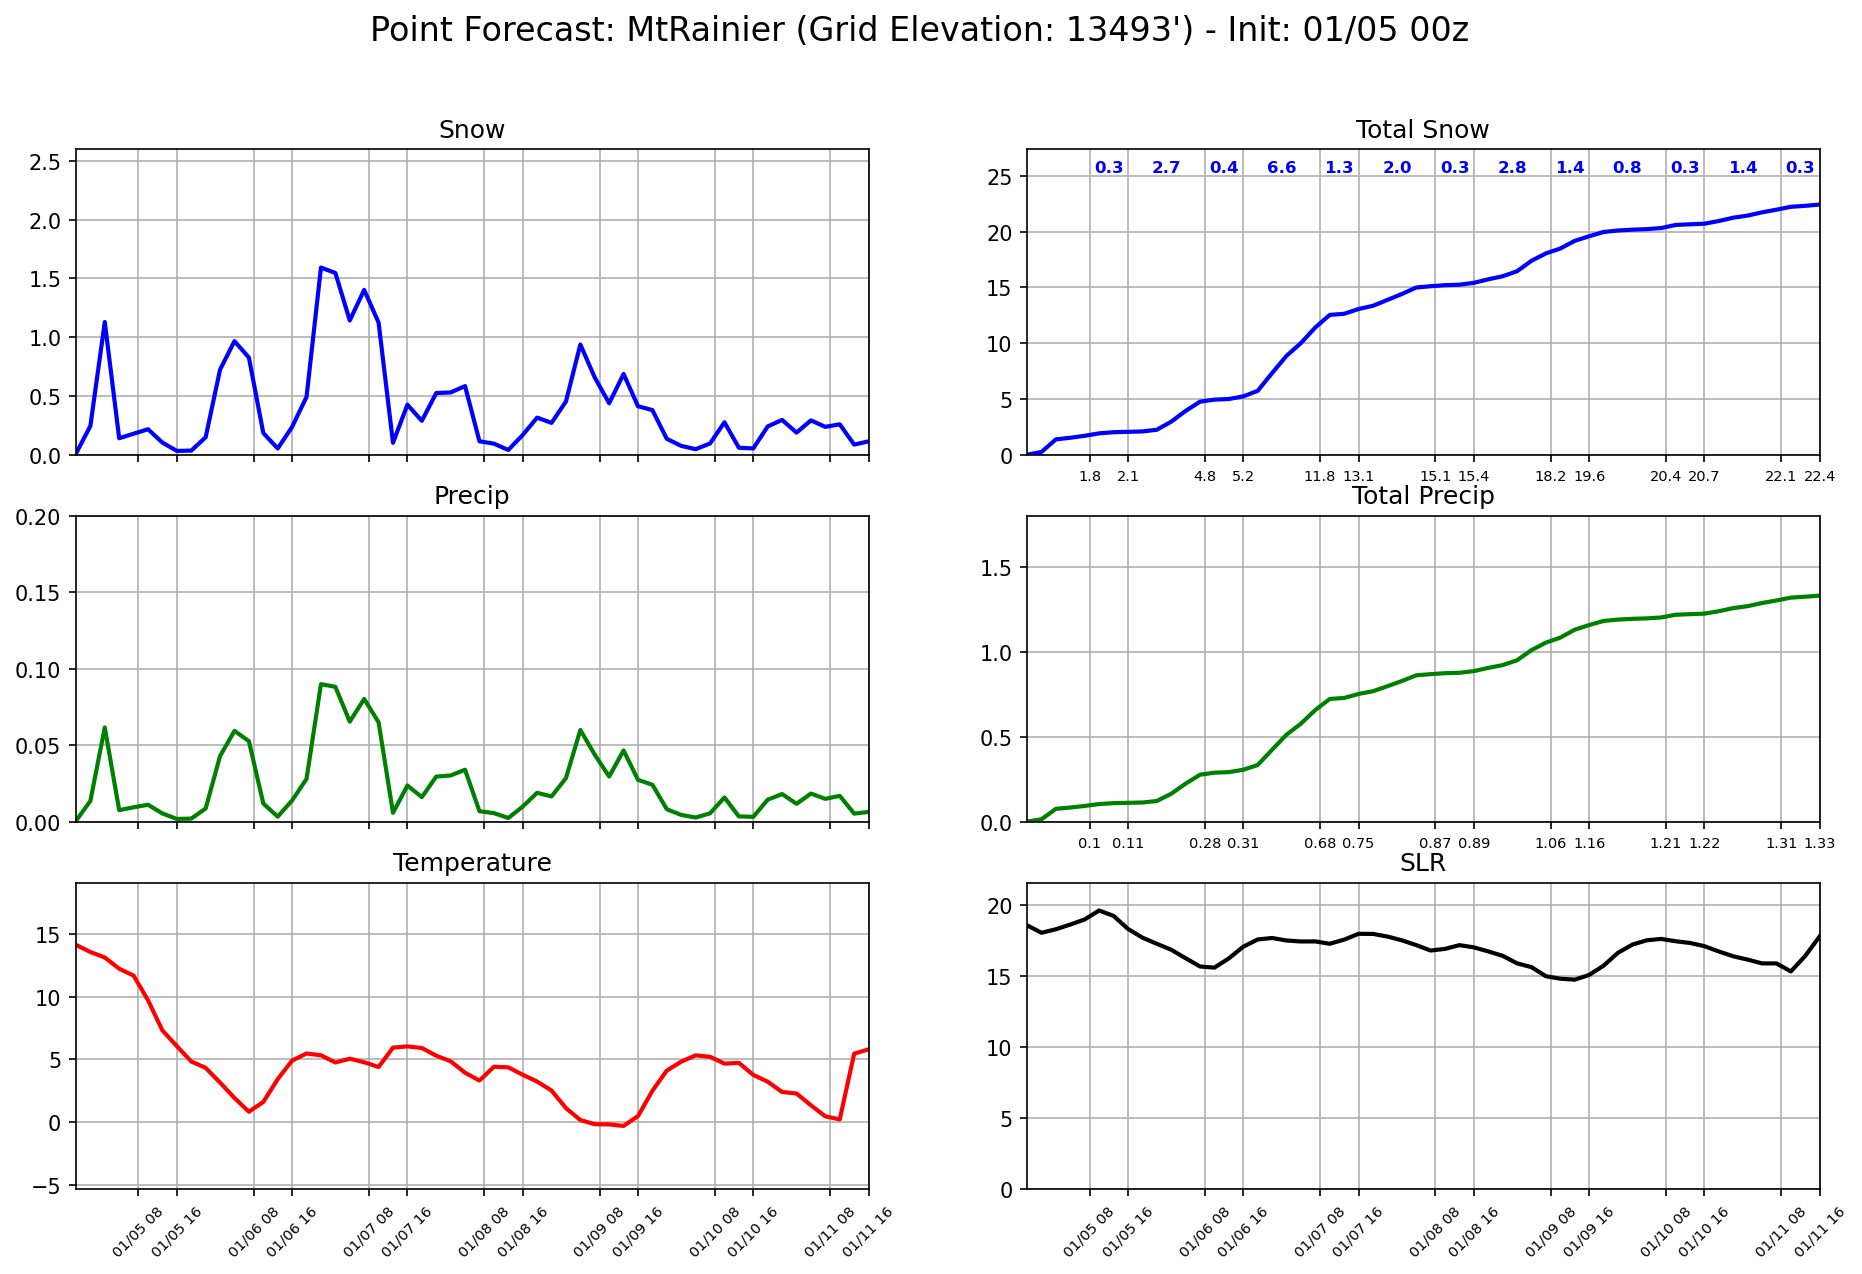 Point Forecast: MtRainier (Grid Elevation: 13493') - Init: 01/05 00z
Snow
2.5
2.0
1.5
1.0
0.5
0.0
Total Snow
0.3 2.7 0.4 6.6 1.3 2.0 0.3 2.8 1.4 0.8 0.3 1.4 0.3
25
20
15
10
5
0
1.8 2.1 4.8 5.2 11.8 13.1 15.1 15.4 18.2 19.6 20.4 20.7 22.1 22.4
Precip
0.20
0.15
0.10
0.05
0.00
Total Precip
1.5
1.0
0.5
0.0
0.1 0.11 0.28 0.31 0.68 0.75 0.87 0.89 1.06 1.16 1.21 1.22 1.31 1.33
Temperature
15
10
5
0
−5
01/05 08 01/05 16 01/06 08 01/06 16 01/07 08 01/07 16 01/08 08 01/08 16 01/09 08 01/09 16 01/10 08 01/10 16 01/11 08 01/11 16
SLR
20
15
10
5
0
01/05 08 01/05 16 01/06 08 01/06 16 01/07 08 01/07 16 01/08 08 01/08 16 01/09 08 01/09 16 01/10 08 01/10 16 01/11 08 01/11 16